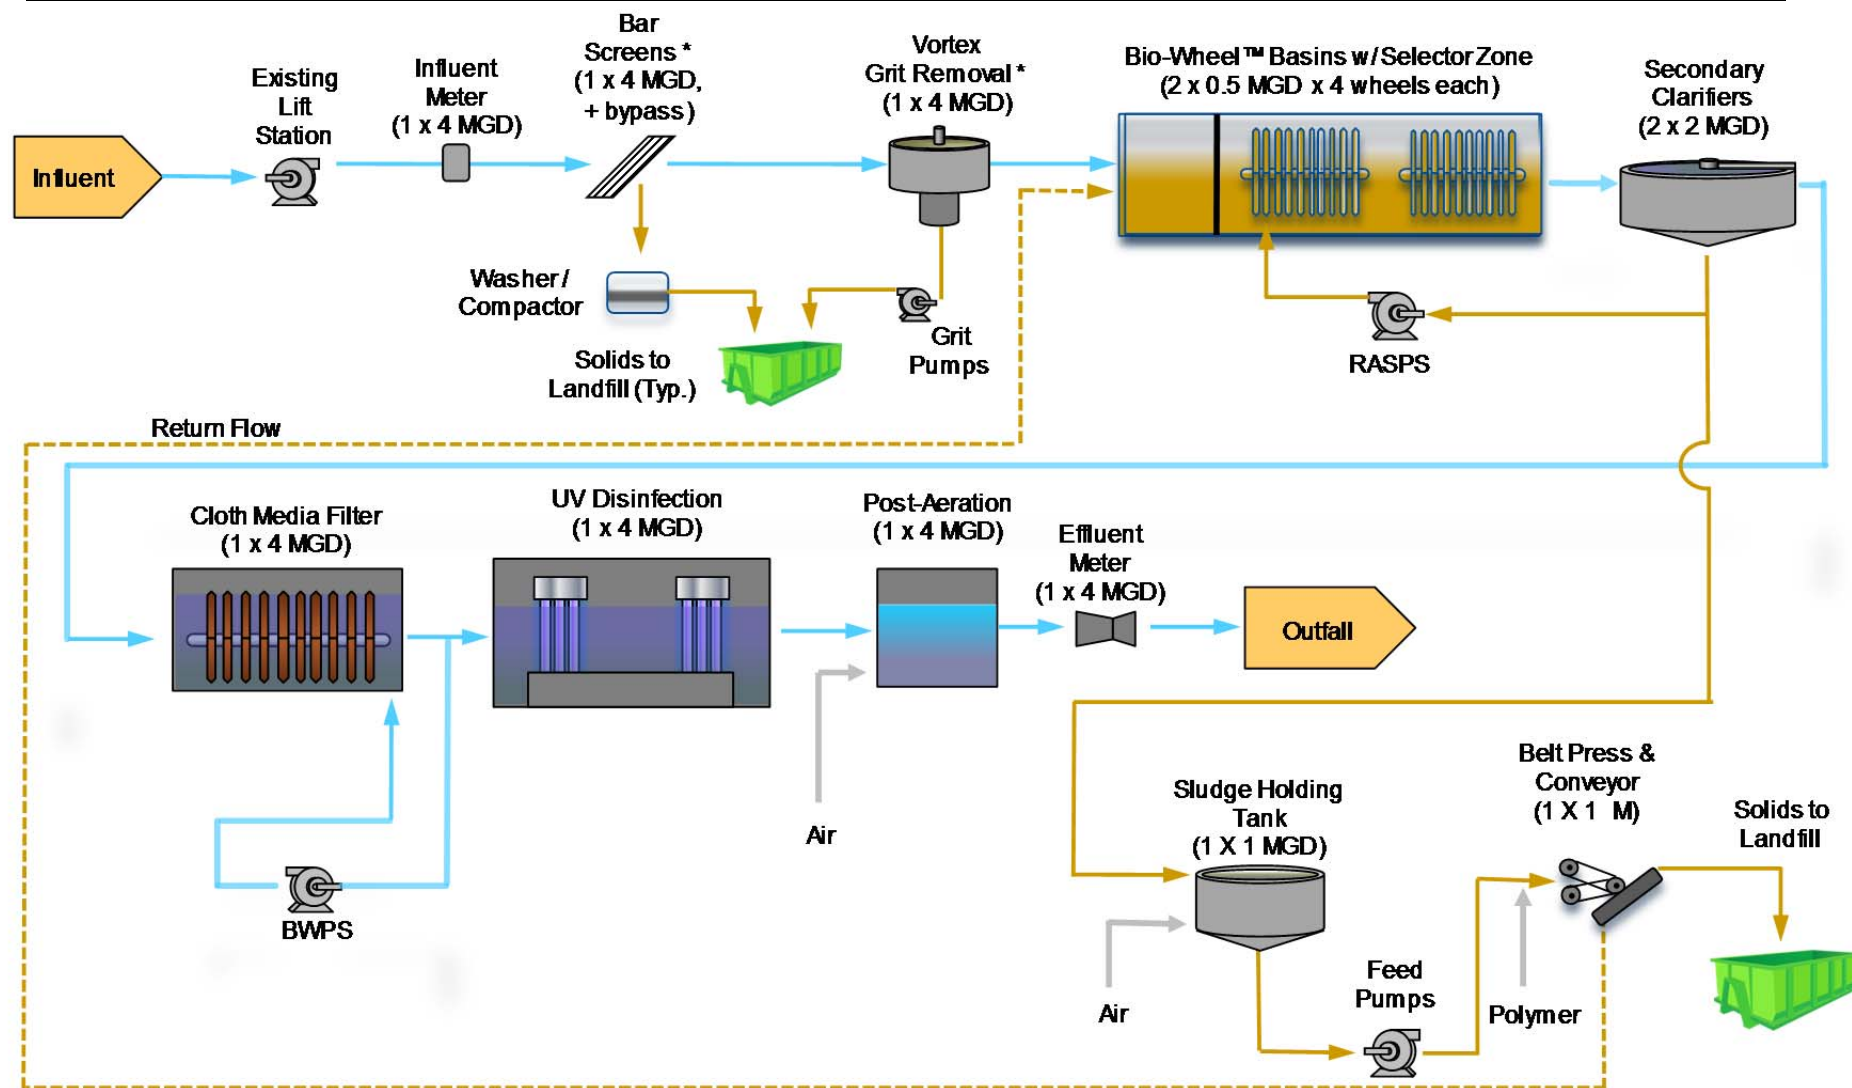 Existing
Lift
Station
Influent
Meter
(1 x 4 MGD)
Bar
Screens *
(1 x 4 MGD,
+ bypass)
Vortex
Grit Removal *
(1 x 4 MGD)
Bio-Wheel™ Basins w/ Selector Zone
(2 x 0.5 MGD x 4 wheels each)
Secondary
Clarifiers
(2 x 2 MGD)
Influent
Washer /
Compactor
Solids to
Landfill (Typ.)
Grit
Pumps
RASPS
Return Flow
Cloth Media Filter
(1 x 4 MGD)
UV Disinfection
(1 x 4 MGD)
Post-Aeration
(1 x 4 MGD)
Effluent
Meter
(1 x 4 MGD)
Outfall
Air
BWPS
Sludge Holding
Tank
(1 X 1 MGD)
Belt Press &
Conveyor
(1 X 1 M)
Solids to
Landfill
Air
Feed
Pumps
Polymer